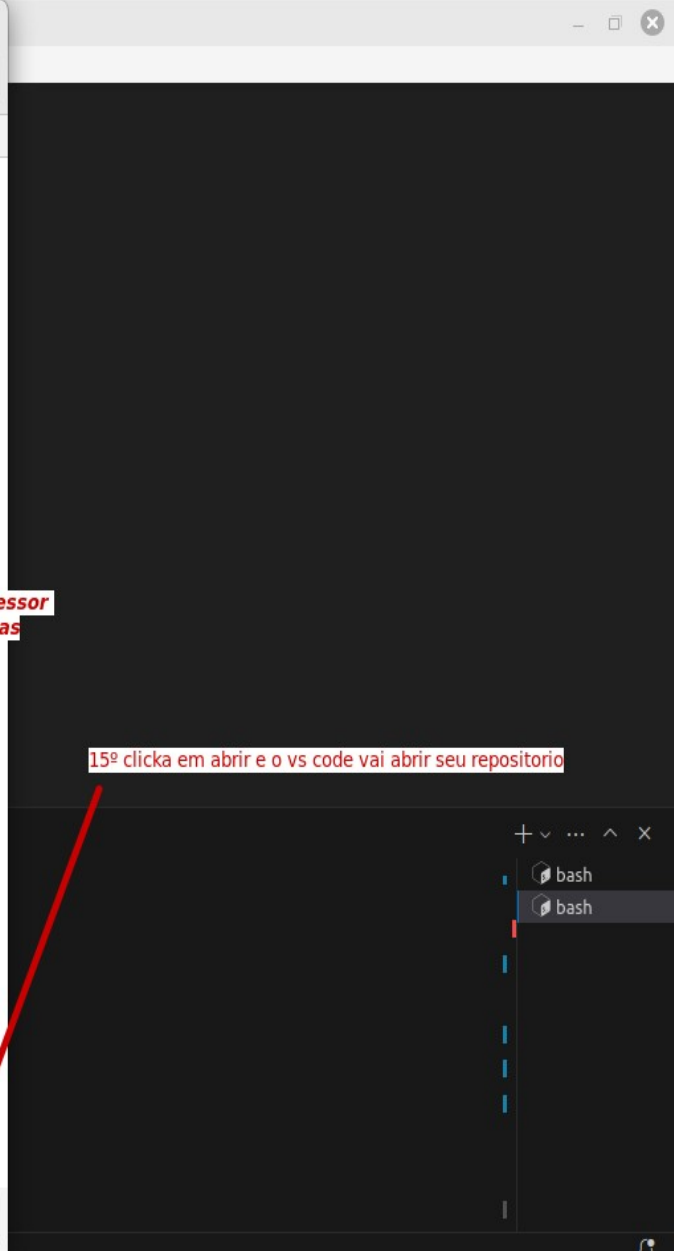 essor
as
15º clicka em abrir e o vs code vai abrir seu repositorio
bash
bash